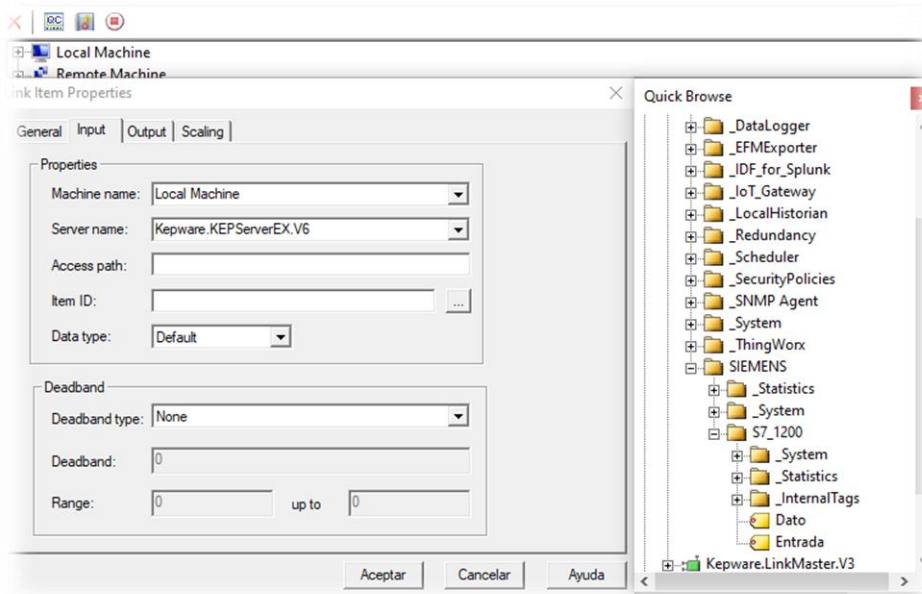 Local Machine
Remote Machine
ink Item Properties
General Input Output Scaling
Properties
Machine name: Local Machine
Server name: Kepware.KEPServerEX.V6
Access path:
Item ID: ...
Data type: Default
Deadband
Deadband type: None
Deadband: 0
Range: 0 up to 0
Aceptar Cancelar Ayuda
Quick Browse
_DataLogger
_EFMExporter
_IDF_for_Splunk
_IoT_Gateway
_LocalHistorian
_Redundancy
_Scheduler
_SecurityPolicies
_SNMP Agent
_System
_ThingWorx
SIEMENS
_Statistics
_System
S7_1200
_System
_Statistics
_InternalTags
Dato
Entrada
Kepware.LinkMaster.V3